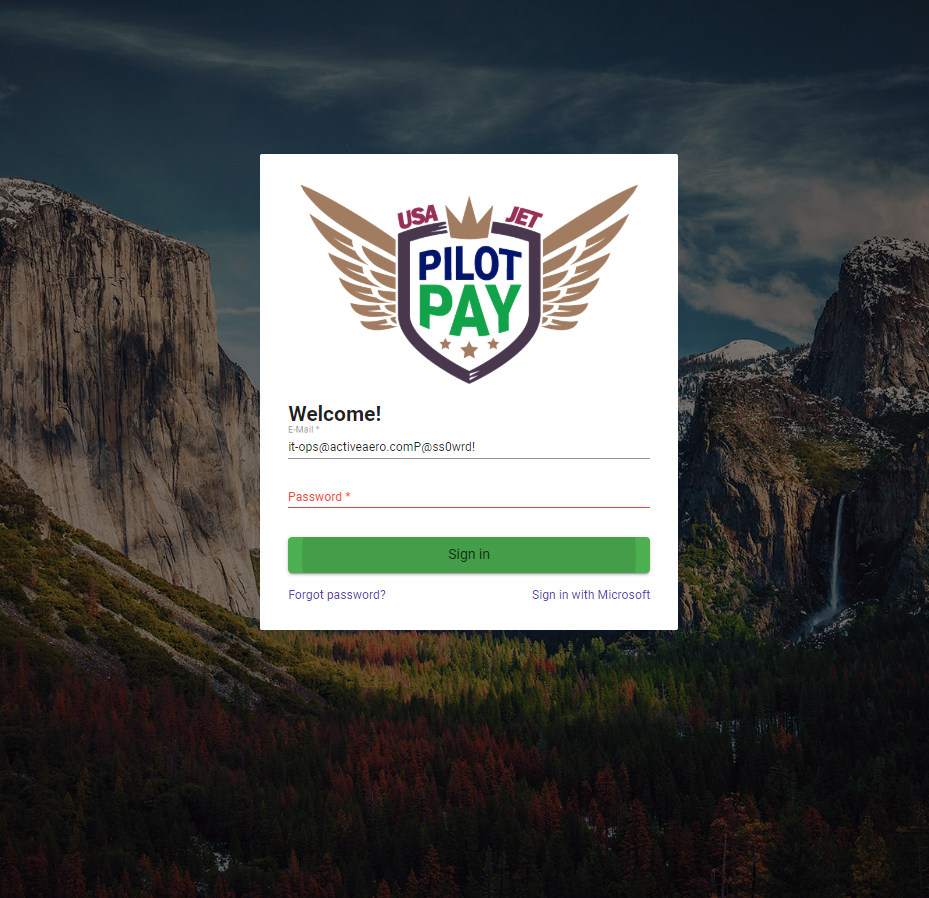 USA JET
PILOT
PAY
Welcome!
E-Mail *
it-ops@activeaero.comP@ss0wrd!
Password *
Sign in
Forgot password? Sign in with Microsoft